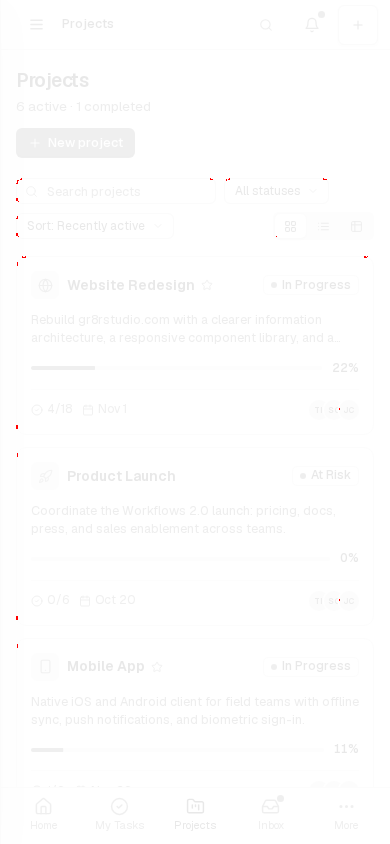 Projects
Projects
6 active · 1 completed
New project
Search projects
All statuses
Sort: Recently active
Website Redesign
In Progress
Rebuild gr8rstudio com with a clearer information
architecture, a responsive component library, and a...
22%
4/18
Nov 1
Product Launch
At Risk
Coordinate the Workflows 2.0 launch: pricing, docs,
press, and sales enablement across teams.
0%
0/6
Oct 20
Mobile App
In Progress
Native iOS and Android client for field teams with offline
sync, push notifications, and biometric sign-in.
11%
Home
My Tasks
Projects
Inbox
More